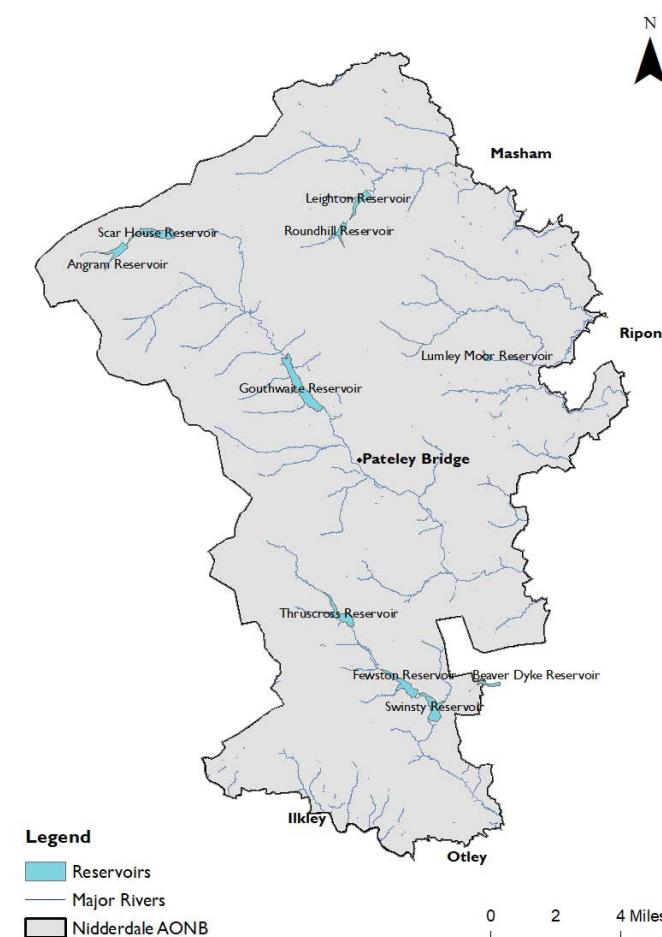 N
Masham
Leighton Reservoir
Roundhill Reservoir
Scar House Reservoir
Angram Reservoir
Ripon
Lumley Moor Reservoir
Gouthwaite Reservoir
Pateley Bridge
Thruscross Reservoir
Fewston Reservoir
Beaver Dyke Reservoir
Swinsty Reservoir
Ilkley
Otley
Legend
Reservoirs
Major Rivers
Nidderdale AONB
0 2 4 Miles